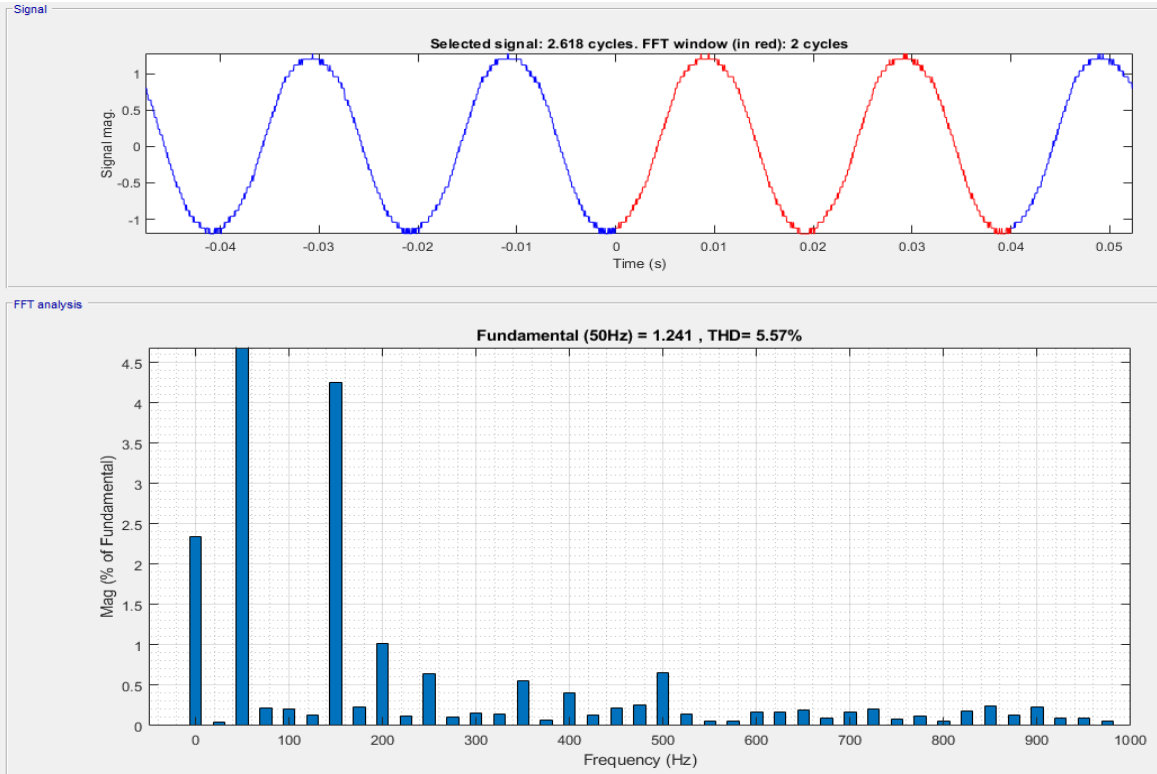 Signal
Selected signal: 2.618 cycles. FFT window (in red): 2 cycles
1
0.5
0
-0.5
-1
Signal mag.
-0.04 -0.03 -0.02 -0.01 0 0.01 0.02 0.03 0.04 0.05
Time (s)
FFT analysis
Fundamental (50Hz) = 1.241 , THD= 5.57%
4.5
4
3.5
3
2.5
2
1.5
1
0.5
0
Mag (% of Fundamental)
0 100 200 300 400 500 600 700 800 900 1000
Frequency (Hz)